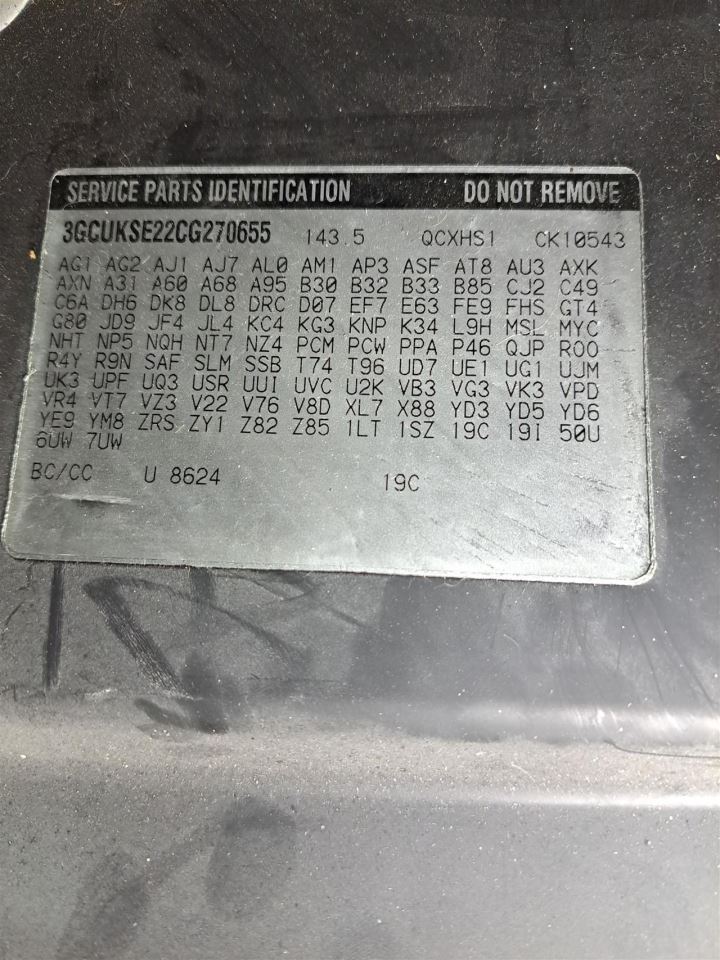 SERVICE PARTS IDENTIFICATION DO NOT REMOVE
3GCUKSE22CG270655 143.5 QCXHS1 CK10543
AG1 AG2 AJ1 AJ7 AL0 AM1 AP3 ASF AT8 AU3 AXK
AXN A31 A60 A68 A95 B30 B32 B33 B85 CJ2 C49
C6A DH6 DK8 DL8 DRC D07 EF7 E63 FE9 FHS GT4
G80 JD9 JF4 JL4 KC4 KG3 KNP K34 L9H MSL MYC
NHT NP5 NQH NT7 NZ4 PCM PCW PPA P46 QJP R00
R4Y R9N SAF SLM SSB T74 T96 UD7 UE1 UG1 UJM
UK3 UPF UQ3 USR UUI UVC U2K VB3 VG3 VK3 VPD
VR4 VT7 VZ3 V22 V76 V8D XL7 X88 YD3 YD5 YD6
YE9 YM8 ZRS ZY1 Z82 Z85 1LT 1SZ 19C 19I 50U
6UW 7UW
BC/CC U 8624 19C